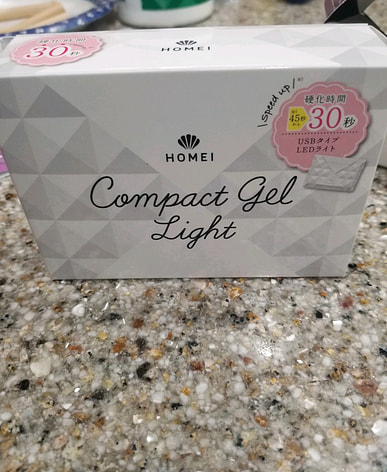 硬化時間
30秒
HOMEI
speed up!
硬化時間
45秒
30秒
USBタイプ
LEDライト
HOMEI
Compact Gel
Light